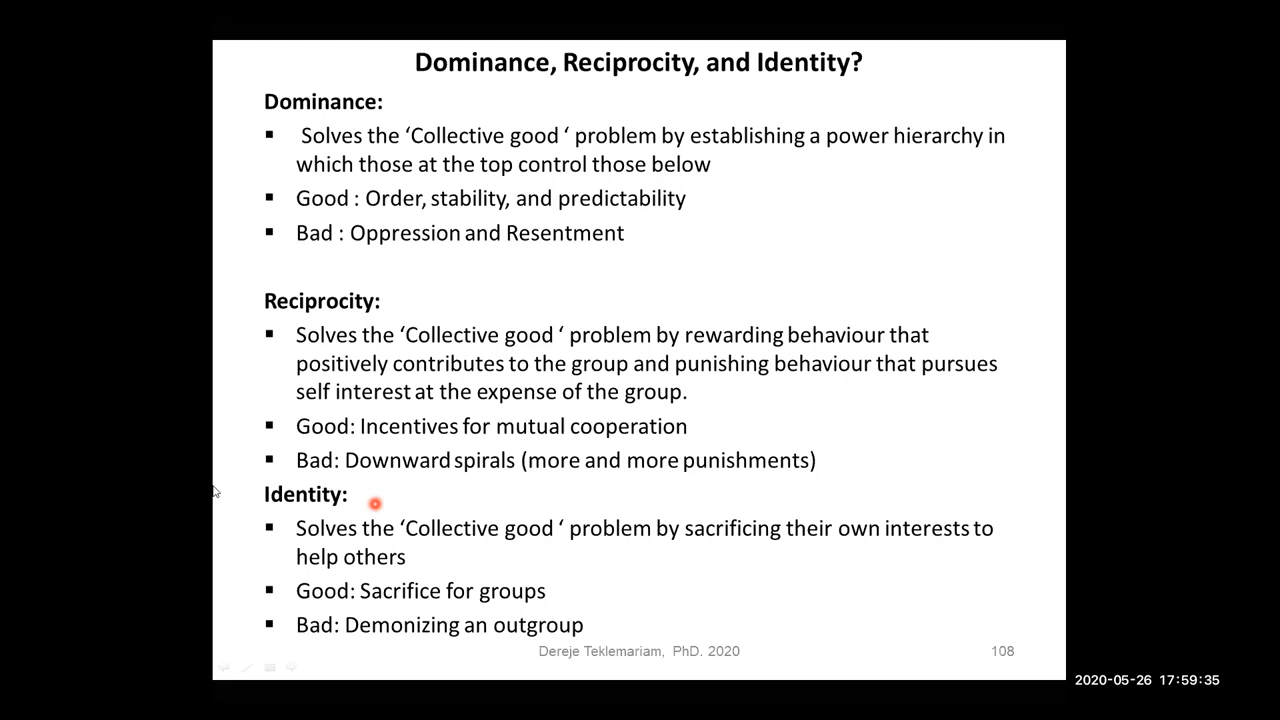 Dominance, Reciprocity, and Identity?
Dominance:
▪ Solves the ‘Collective good ‘ problem by establishing a power hierarchy in
which those at the top control those below
▪ Good : Order, stability, and predictability
▪ Bad : Oppression and Resentment
Reciprocity:
▪ Solves the ‘Collective good ‘ problem by rewarding behaviour that
positively contributes to the group and punishing behaviour that pursues
self interest at the expense of the group.
▪ Good: Incentives for mutual cooperation
▪ Bad: Downward spirals (more and more punishments)
Identity:
▪ Solves the ‘Collective good ‘ problem by sacrificing their own interests to
help others
▪ Good: Sacrifice for groups
▪ Bad: Demonizing an outgroup
Dereje Teklemariam, PhD. 2020
108
2020-05-26 17:59:35